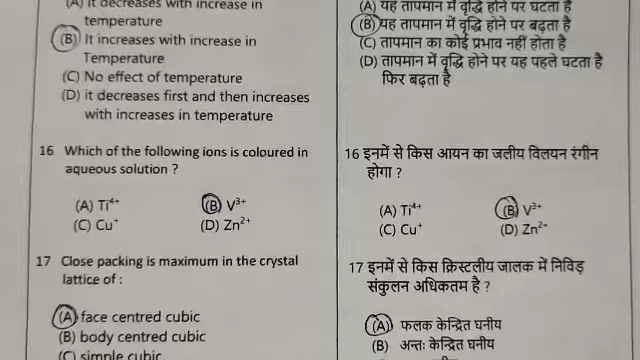 (A) It decreases with increase in
temperature
(B) It increases with increase in
Temperature
(C) No effect of temperature
(D) it decreases first and then increases
with increases in temperature
16 Which of the following ions is coloured in
aqueous solution ?
(A) Ti⁴⁺ (B) V³⁺
(C) Cu⁺ (D) Zn²⁺
17 Close packing is maximum in the crystal
lattice of :
(A) face centred cubic
(B) body centred cubic
(C) simple cubic
(A) यह तापमान में वृद्धि होने पर घटता है
(B) यह तापमान में वृद्धि होने पर बढ़ता है
(C) तापमान का कोई प्रभाव नहीं होता है
(D) तापमान में वृद्धि होने पर यह पहले घटता है
फिर बढ़ता है
16 इनमें से किस आयन का जलीय विलयन रंगीन
होगा ?
(A) Ti⁴⁺ (B) V³⁺
(C) Cu⁺ (D) Zn²⁻
17 इनमें से किस क्रिस्टलीय जालक में निविड़
संकुलन अधिकतम है ?
(A) फलक केन्द्रित घनीय
(B) अन्तः केन्द्रित घनीय